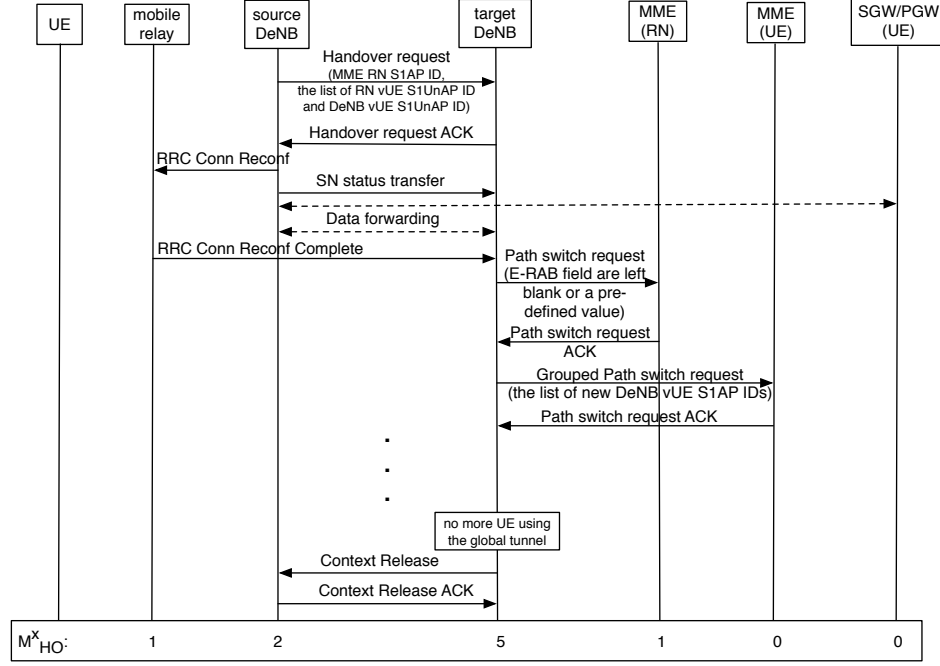 UE
mobile
relay
source
DeNB
target
DeNB
MME
(RN)
MME
(UE)
SGW/PGW
(UE)
Handover request
(MME RN S1AP ID,
the list of RN vUE S1UnAP ID
and DeNB vUE S1UnAP ID)
Handover request ACK
RRC Conn Reconf
SN status transfer
Data forwarding
RRC Conn Reconf Complete
Path switch request
(E-RAB field are left
blank or a pre-
defined value)
Path switch request
ACK
Grouped Path switch request
(the list of new DeNB vUE S1AP IDs)
Path switch request ACK
no more UE using
the global tunnel
Context Release
Context Release ACK
M^x_HO: 1 2 5 1 0 0